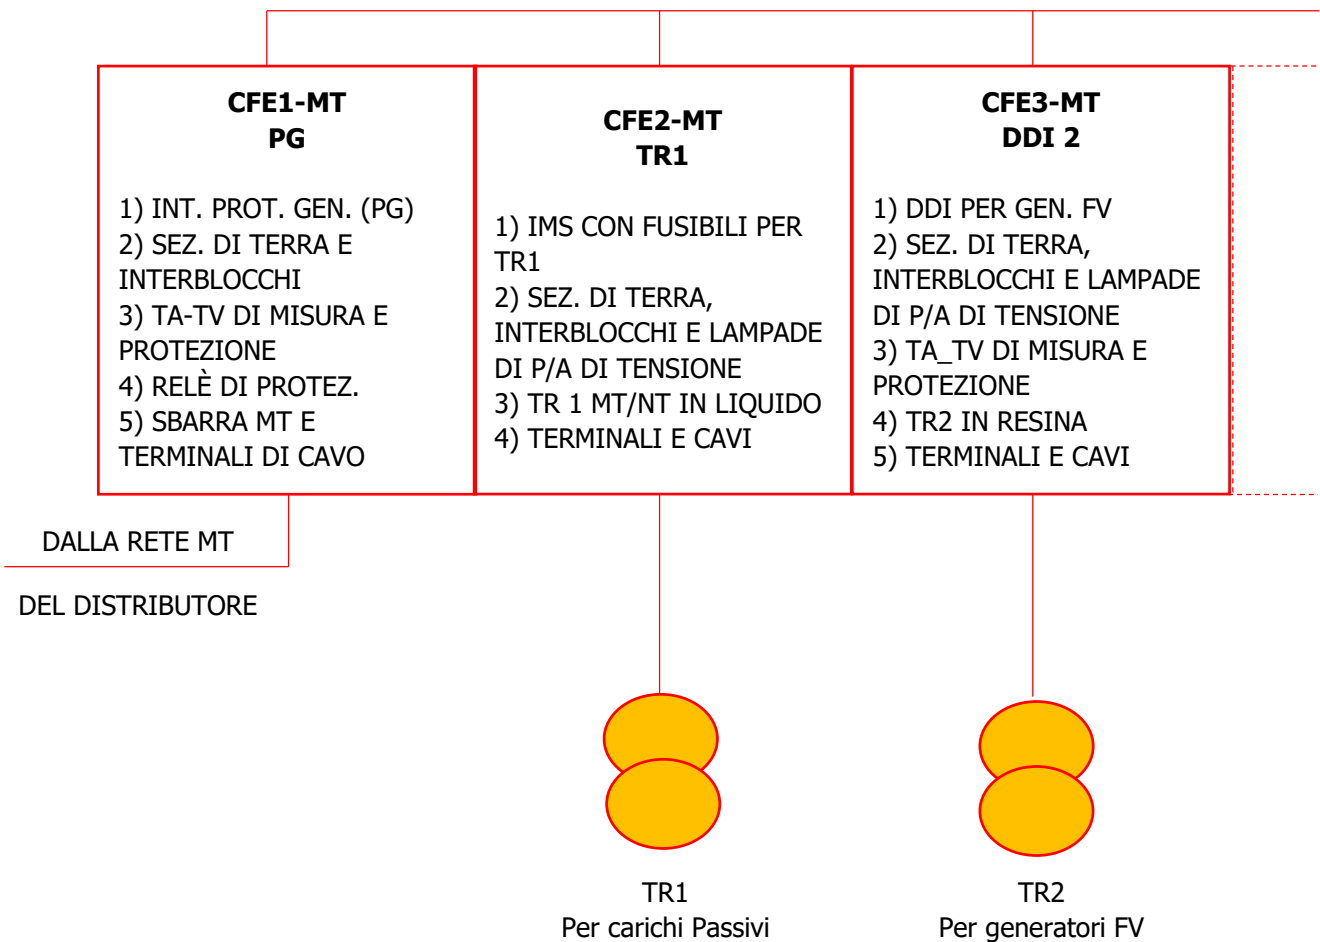 CFE1-MT
PG
1) INT. PROT. GEN. (PG)
2) SEZ. DI TERRA E
INTERBLOCCHI
3) TA-TV DI MISURA E
PROTEZIONE
4) RELÈ DI PROTEZ.
5) SBARRA MT E
TERMINALI DI CAVO
CFE2-MT
TR1
1) IMS CON FUSIBILI PER
TR1
2) SEZ. DI TERRA,
INTERBLOCCHI E LAMPADE
DI P/A DI TENSIONE
3) TR 1 MT/NT IN LIQUIDO
4) TERMINALI E CAVI
CFE3-MT
DDI 2
1) DDI PER GEN. FV
2) SEZ. DI TERRA,
INTERBLOCCHI E LAMPADE
DI P/A DI TENSIONE
3) TA_TV DI MISURA E
PROTEZIONE
4) TR2 IN RESINA
5) TERMINALI E CAVI
DALLA RETE MT
DEL DISTRIBUTORE
TR1
Per carichi Passivi
TR2
Per generatori FV